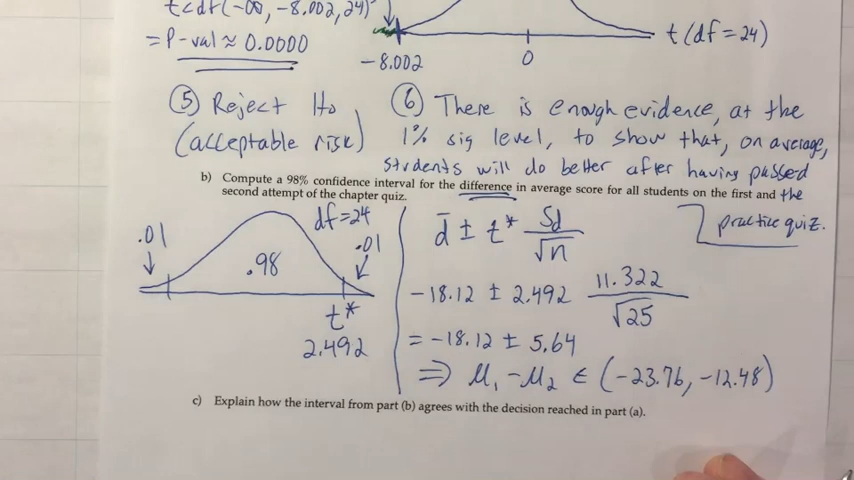 t cdf(-∞, -8.002, 24)
= P-val ≈ 0.0000
-8.002
0
t (df = 24)
⑤ Reject Ho
(acceptable risk)
⑥ There is enough evidence, at the
1% sig level, to show that, on average,
students will do better after having passed
the
practice quiz.
b) Compute a 98% confidence interval for the difference in average score for all students on the first and
second attempt of the chapter quiz.
df=24
.01
.01
.98
t*
2.492
d̄ ± t* Sd/√n
-18.12 ± 2.492 11.322/√25
= -18.12 ± 5.64
⇒ μ₁ - μ₂ ∈ (-23.76, -12.48)
c) Explain how the interval from part (b) agrees with the decision reached in part (a).